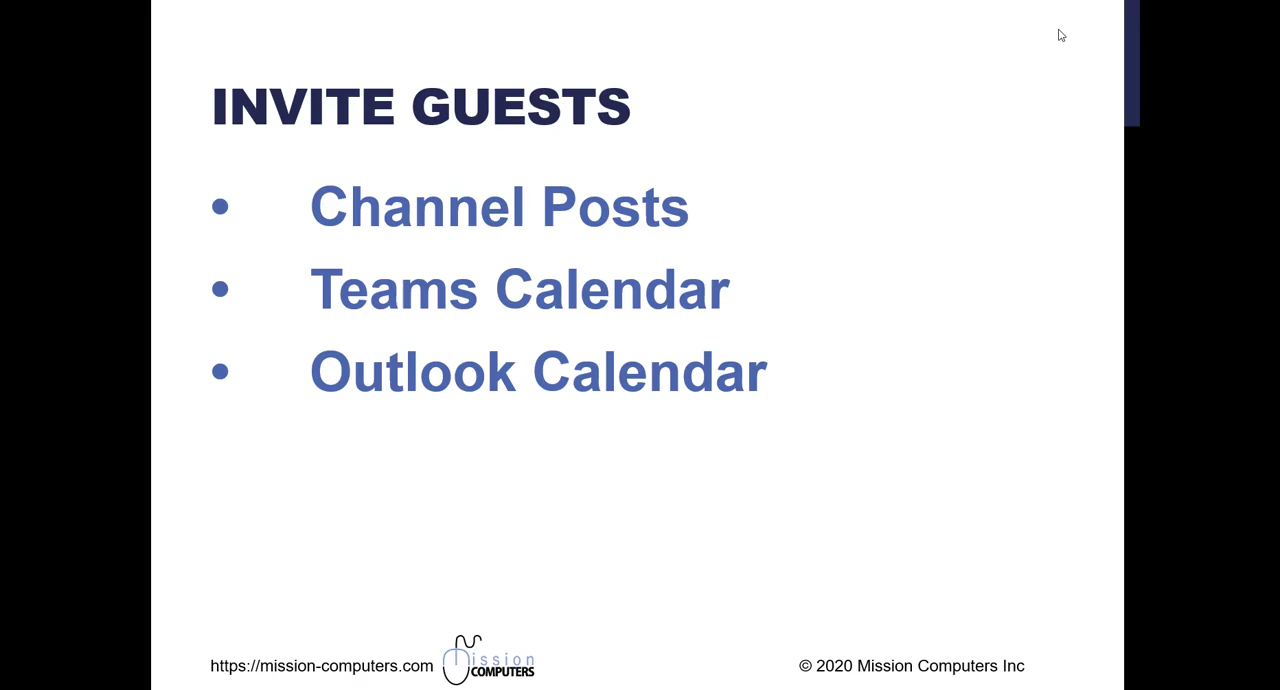 INVITE GUESTS
• Channel Posts
• Teams Calendar
• Outlook Calendar
https://mission-computers.com
Mission
COMPUTERS
© 2020 Mission Computers Inc